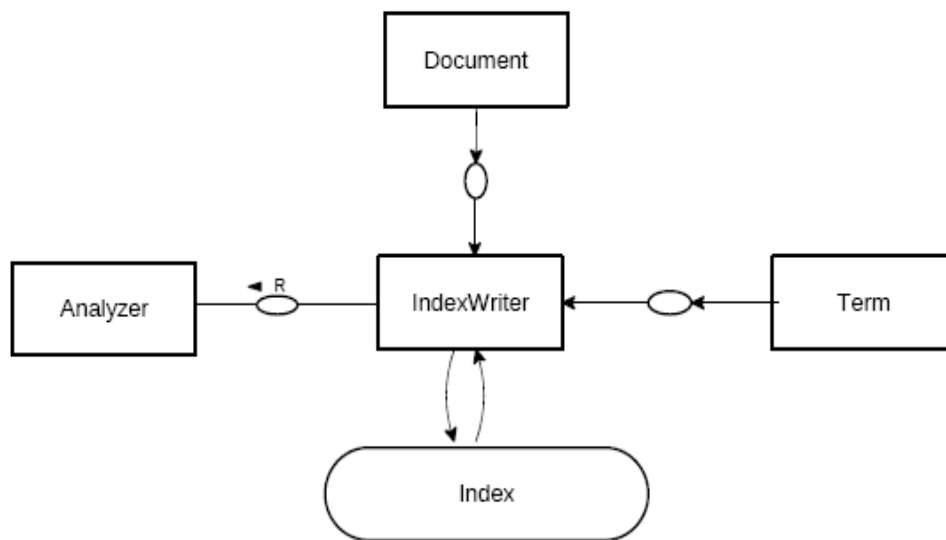 Document
R
Analyzer
IndexWriter
Term
Index